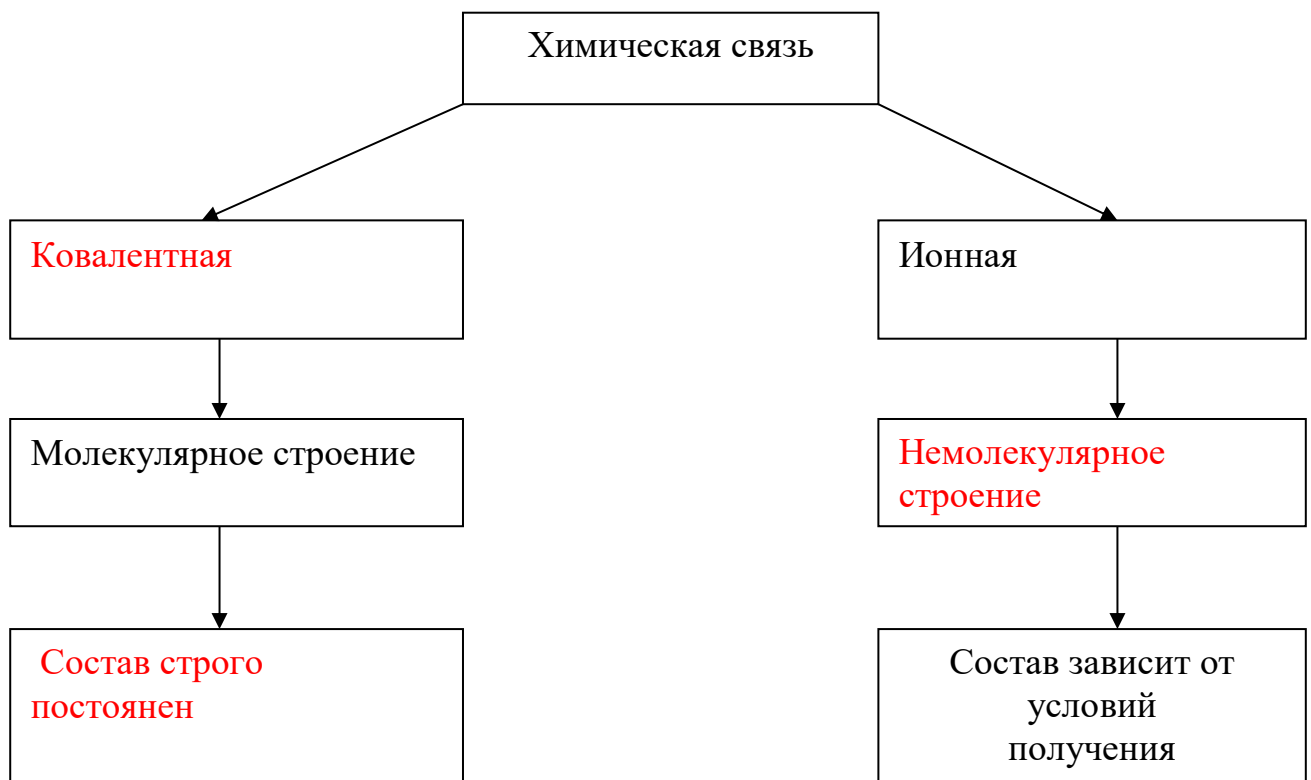 Химическая связь
Ковалентная
Ионная
Молекулярное строение
Немолекулярное
строение
Состав строго
постоянен
Состав зависит от
условий
получения